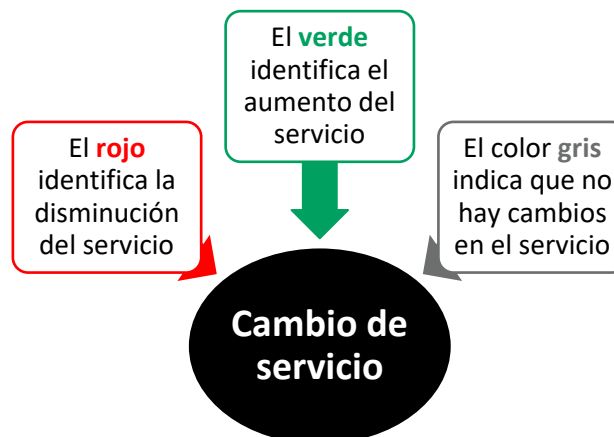 El verde
identifica el
aumento del
servicio
El rojo
identifica la
disminución
del servicio
El color gris
indica que no
hay cambios
en el servicio
Cambio de
servicio